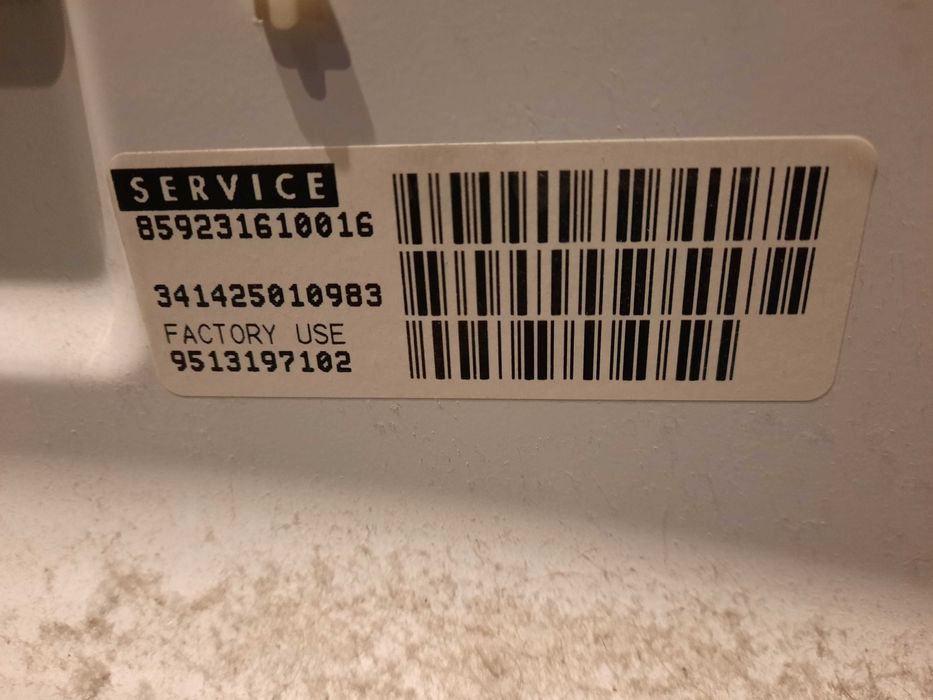 SERVICE
859231610016
341425010983
FACTORY USE
9513197102